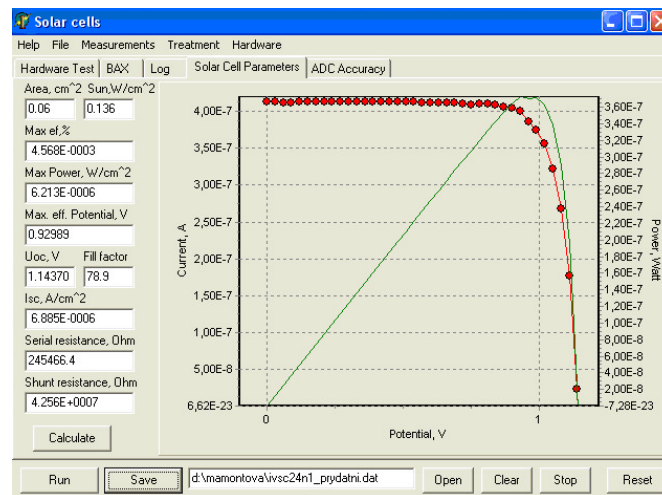 Solar cells
Help File Measurements Treatment Hardware
Hardware Test BAX Log Solar Cell Parameters ADC Accuracy
Area, cm^2 Sun,W/cm^2
0.06 0.136
Max ef,%
4.568E-0003
Max Power, W/cm^2
6.213E-0006
Max. eff. Potential, V
0.92989
Uoc, V Fill factor
1.14370 78.9
Isc, A/cm^2
6.885E-0006
Serial resistance, Ohm
245466.4
Shunt resistance, Ohm
4.256E+0007
Calculate
Current, A
4,00E-7
3,50E-7
3,00E-7
2,50E-7
2,00E-7
1,50E-7
1,00E-7
5,00E-8
6,62E-23
0 1
Potential, V
3,60E-7
3,40E-7
3,20E-7
3,00E-7
2,80E-7
2,60E-7
2,40E-7
2,20E-7
2,00E-7
1,80E-7
1,60E-7
1,40E-7
1,20E-7
1,00E-7
8,00E-8
6,00E-8
4,00E-8
2,00E-8
-7,28E-23
Power, Watt
Run Save d:\mamontova\ivsc24n1_prydatni.dat Open Clear Stop Reset